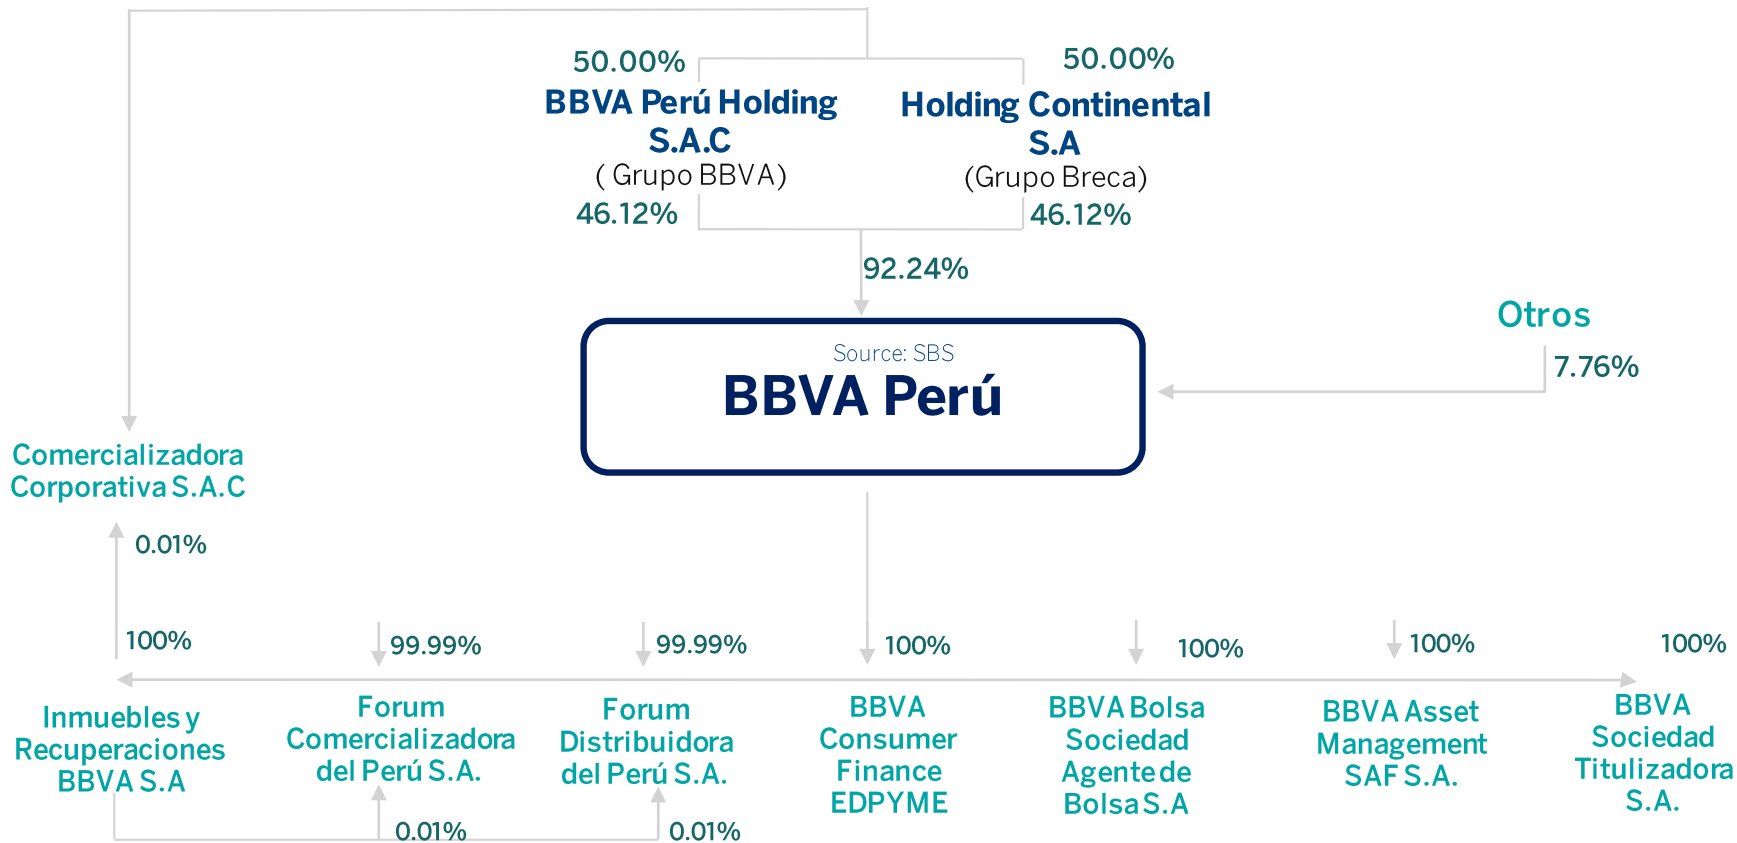 50.00%
50.00%
BBVA Perú Holding
S.A.C
( Grupo BBVA)
46.12%
Holding Continental
S.A
(Grupo Breca)
46.12%
92.24%
Otros
7.76%
Source: SBS
BBVA Perú
Comercializadora
Corporativa S.A.C
0.01%
100%
99.99%
99.99%
100%
100%
100%
100%
Inmuebles y
Recuperaciones
BBVA S.A
Forum
Comercializadora
del Perú S.A.
Forum
Distribuidora
del Perú S.A.
BBVA
Consumer
Finance
EDPYME
BBVA Bolsa
Sociedad
Agente de
Bolsa S.A
BBVA Asset
Management
SAF S.A.
BBVA
Sociedad
Titulizadora
S.A.
0.01%
0.01%